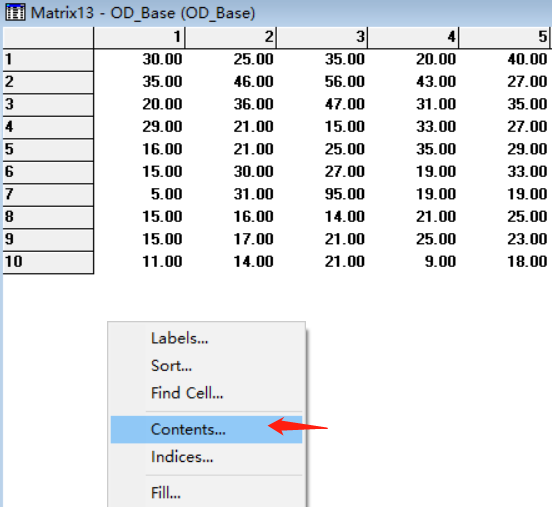 Matrix13 - OD_Base (OD_Base)
1 2 3 4 5
1 30.00 25.00 35.00 20.00 40.00
2 35.00 46.00 56.00 43.00 27.00
3 20.00 36.00 47.00 31.00 35.00
4 29.00 21.00 15.00 33.00 27.00
5 16.00 21.00 25.00 35.00 29.00
6 15.00 30.00 27.00 19.00 33.00
7 5.00 31.00 95.00 19.00 19.00
8 15.00 16.00 14.00 21.00 25.00
9 15.00 17.00 21.00 25.00 23.00
10 11.00 14.00 21.00 9.00 18.00
Labels...
Sort...
Find Cell...
Contents...
Indices...
Fill...